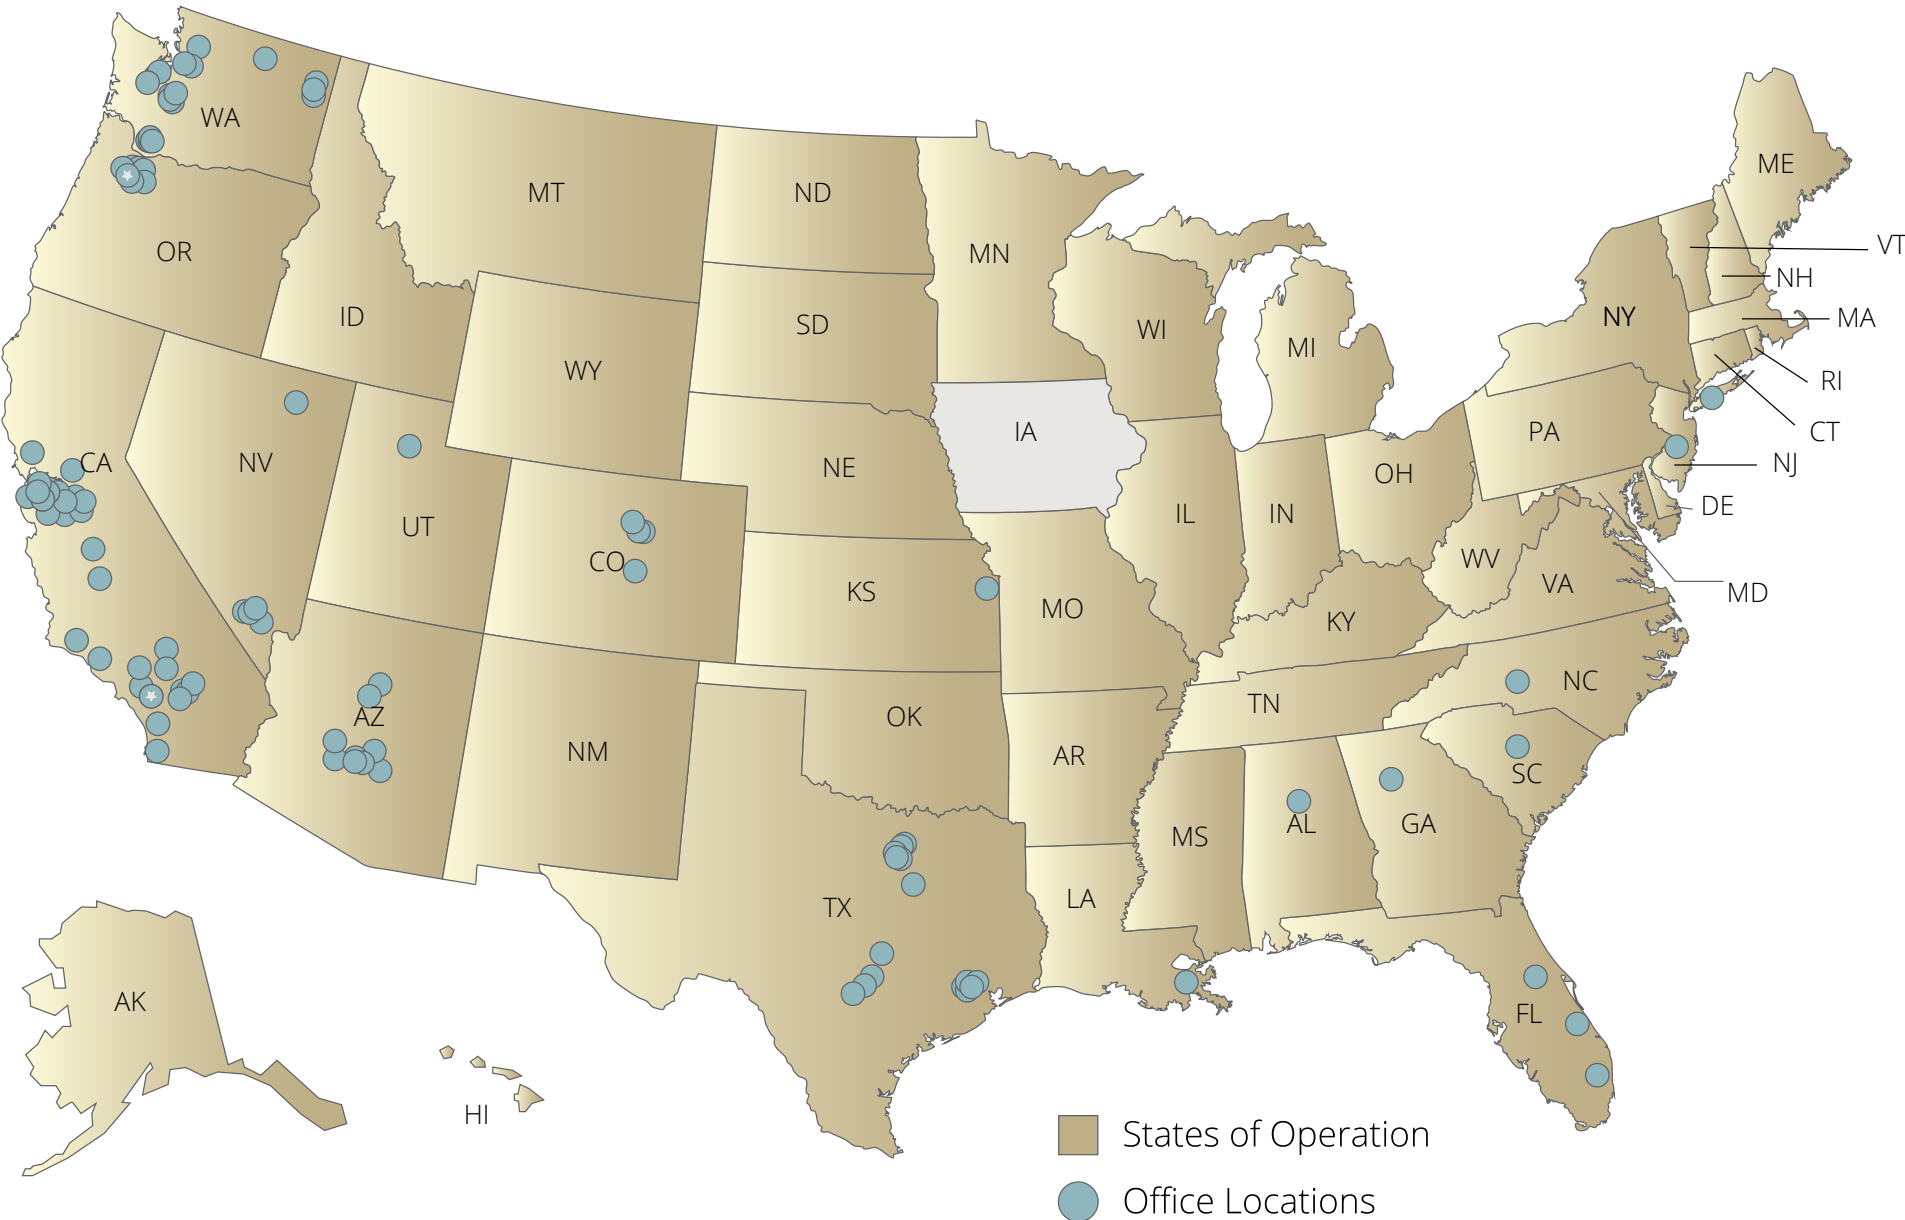 WA
OR
MT
ID
ND
MN
SD
WY
WI
MI
ME
VT
NH
NY
MA
RI
CT
NJ
DE
MD
PA
IA
NE
OH
IL
IN
CA
NV
UT
CO
KS
MO
KY
WV
VA
NC
TN
SC
AZ
NM
OK
AR
MS
AL
GA
TX
LA
FL
AK
HI
States of Operation
Office Locations